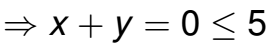 ⇒ x + y = 0 ≤ 5